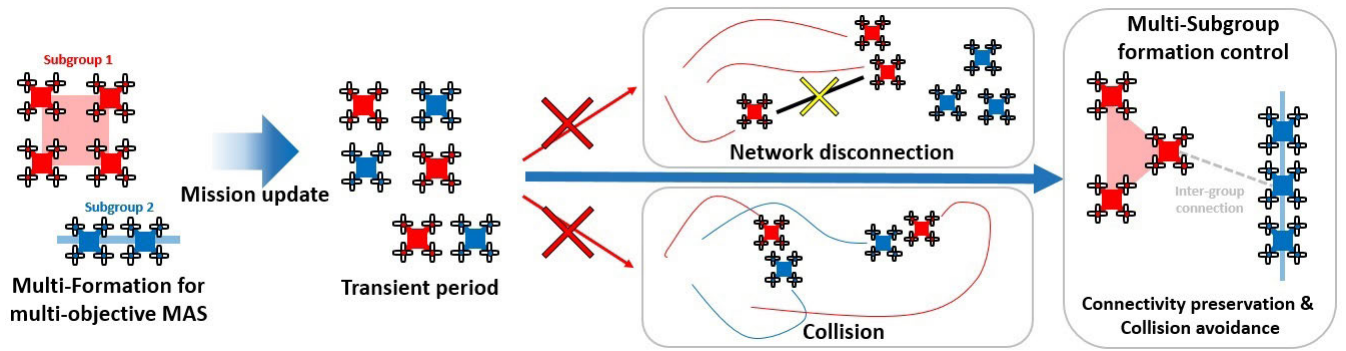 Subgroup 1
Subgroup 2
Multi-Formation for
multi-objective MAS
Mission update
Transient period
Network disconnection
Collision
Multi-Subgroup
formation control
Inter-group
connection
Connectivity preservation &
Collision avoidance